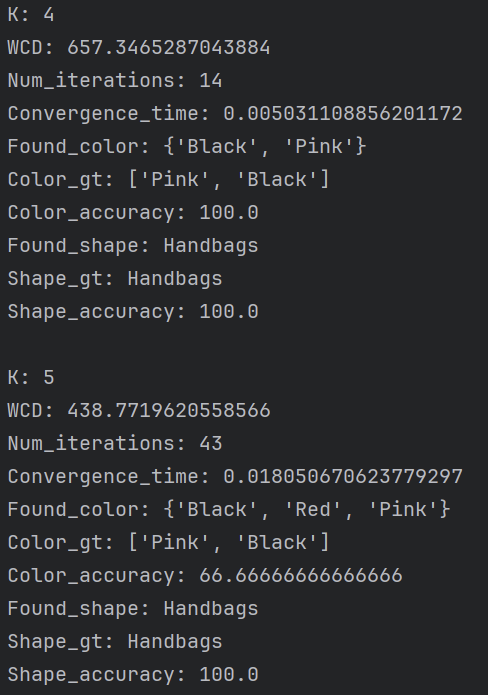 K: 4
WCD: 657.3465287043884
Num_iterations: 14
Convergence_time: 0.005031108856201172
Found_color: {'Black', 'Pink'}
Color_gt: ['Pink', 'Black']
Color_accuracy: 100.0
Found_shape: Handbags
Shape_gt: Handbags
Shape_accuracy: 100.0

K: 5
WCD: 438.7719620558566
Num_iterations: 43
Convergence_time: 0.018050670623779297
Found_color: {'Black', 'Red', 'Pink'}
Color_gt: ['Pink', 'Black']
Color_accuracy: 66.66666666666666
Found_shape: Handbags
Shape_gt: Handbags
Shape_accuracy: 100.0